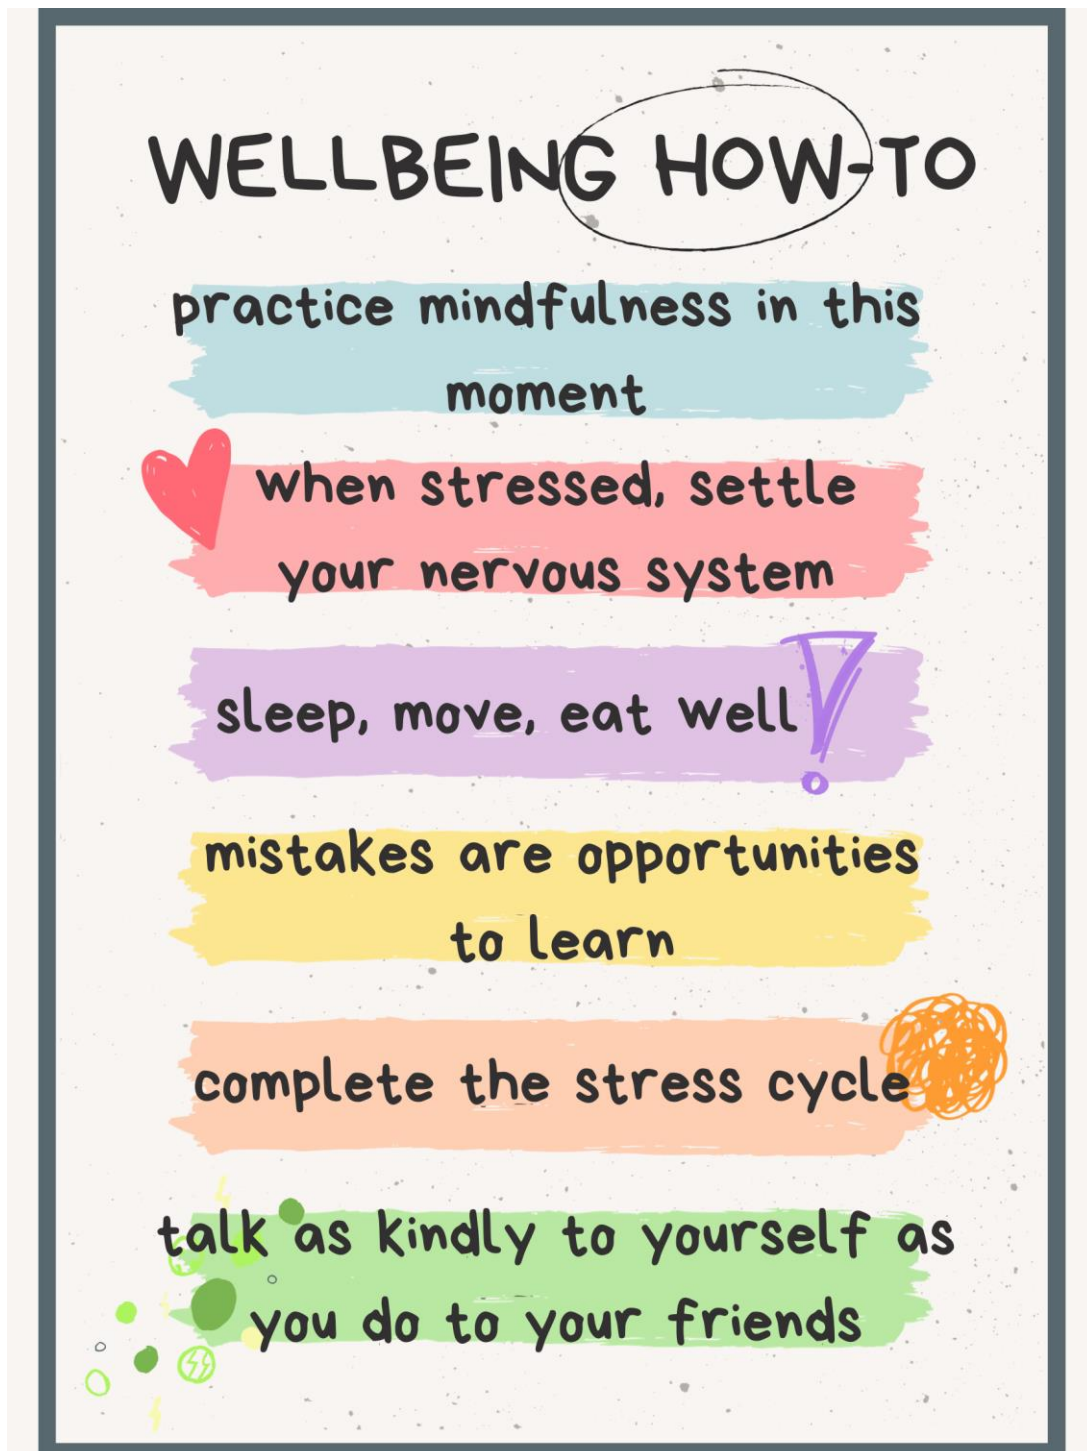 WELLBEING HOW-TO
practice mindfulness in this
moment
when stressed, settle
your nervous system
sleep, move, eat well
mistakes are opportunities
to learn
complete the stress cycle
talk as kindly to yourself as
you do to your friends